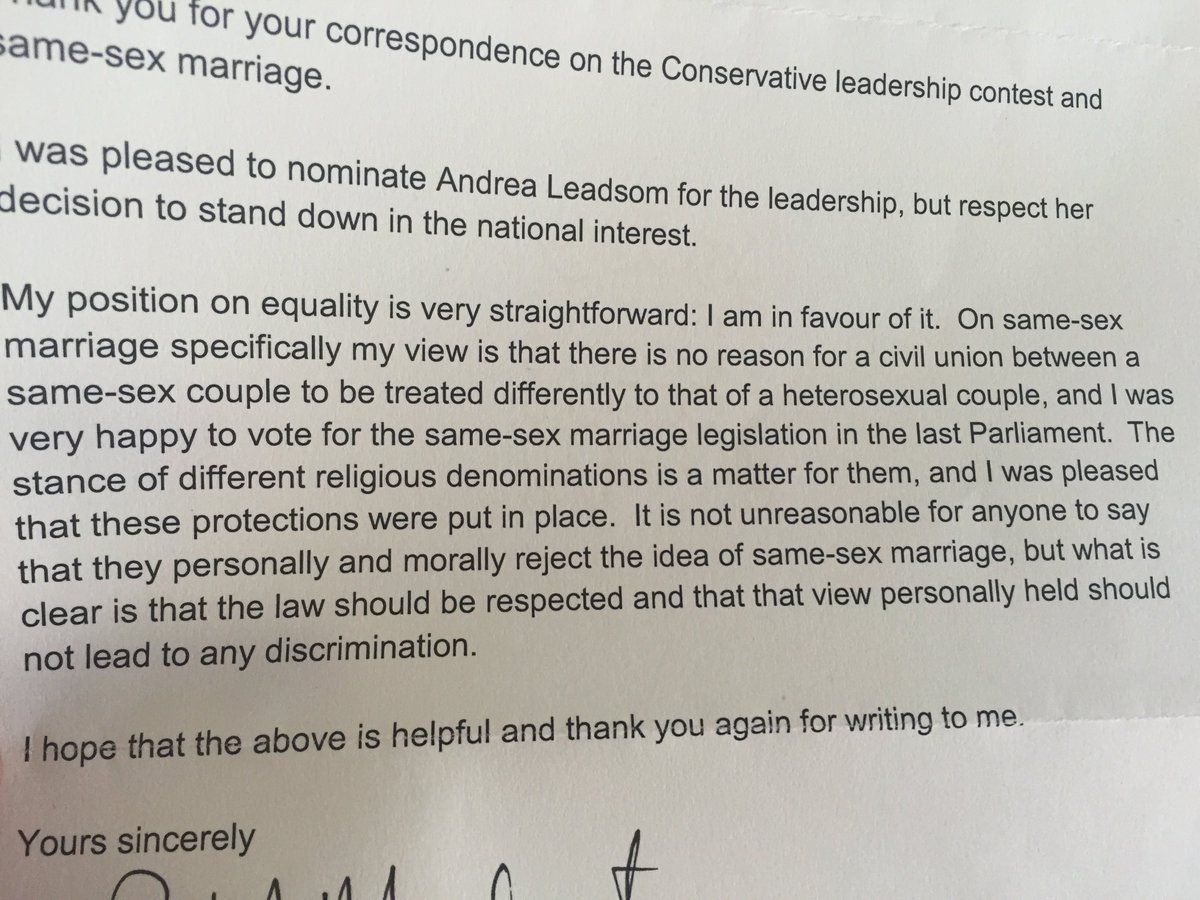 you for your correspondence on the Conservative leadership contest and
same-sex marriage.
was pleased to nominate Andrea Leadsom for the leadership, but respect her
decision to stand down in the national interest.
My position on equality is very straightforward: I am in favour of it. On same-sex
marriage specifically my view is that there is no reason for a civil union between a
same-sex couple to be treated differently to that of a heterosexual couple, and I was
very happy to vote for the same-sex marriage legislation in the last Parliament. The
stance of different religious denominations is a matter for them, and I was pleased
that these protections were put in place. It is not unreasonable for anyone to say
that they personally and morally reject the idea of same-sex marriage, but what is
clear is that the law should be respected and that that view personally held should
not lead to any discrimination.
I hope that the above is helpful and thank you again for writing to me.
Yours sincerely